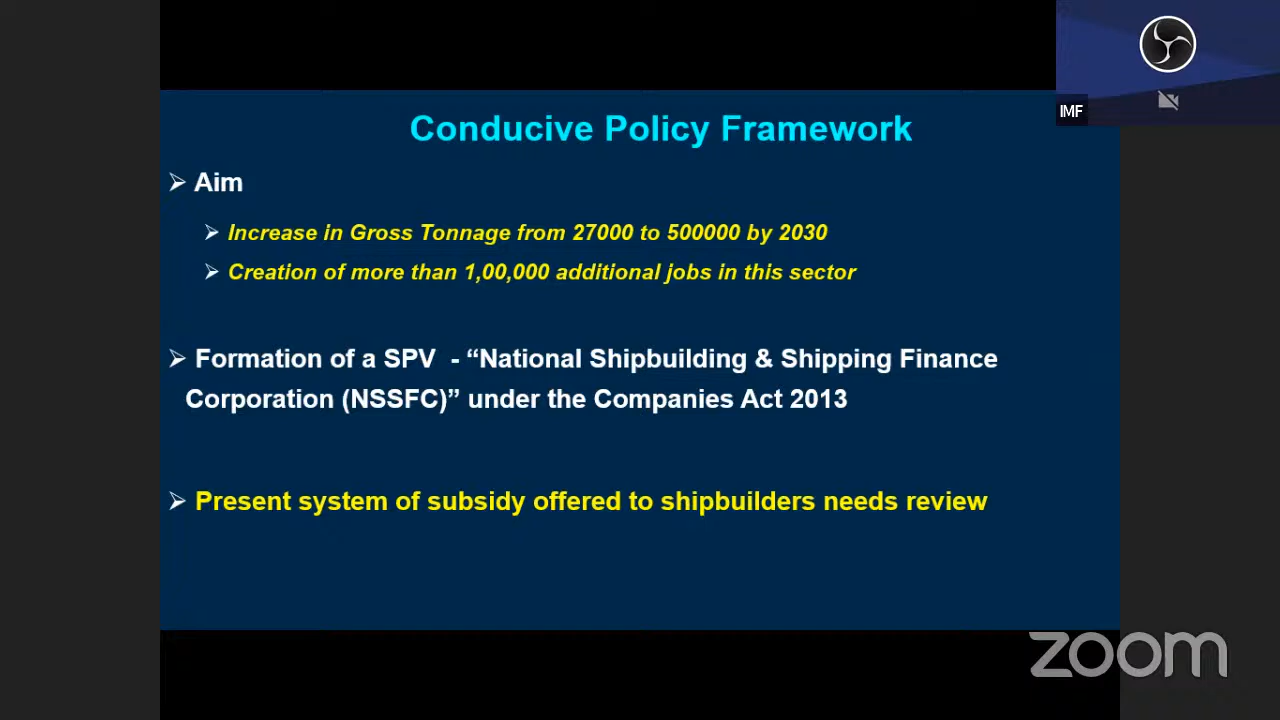 IMF
Conducive Policy Framework
➢ Aim
➢ Increase in Gross Tonnage from 27000 to 500000 by 2030
➢ Creation of more than 1,00,000 additional jobs in this sector
➢ Formation of a SPV - “National Shipbuilding & Shipping Finance
Corporation (NSSFC)” under the Companies Act 2013
➢ Present system of subsidy offered to shipbuilders needs review
zoom